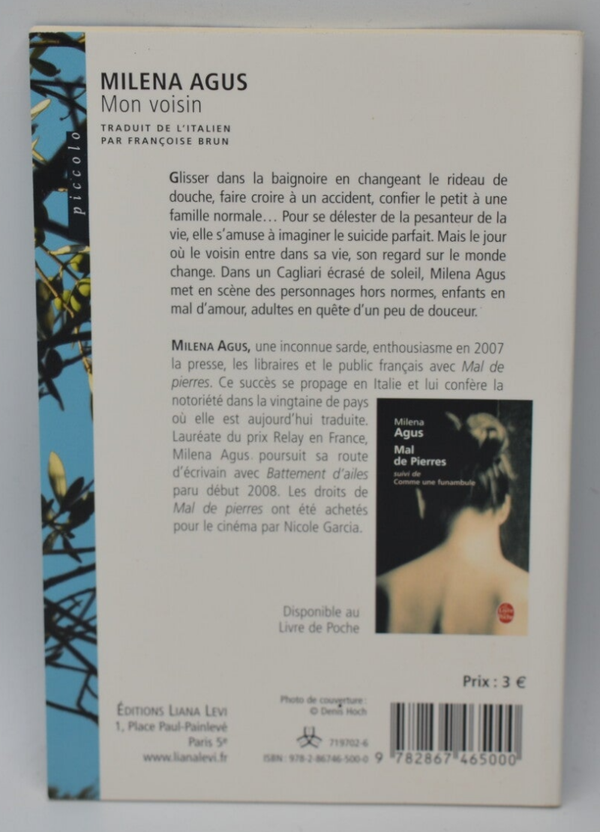 MILENA AGUS
Mon voisin
TRADUIT DE L'ITALIEN
PAR FRANÇOISE BRUN
piccolo
Glisser dans la baignoire en changeant le rideau de
douche, faire croire à un accident, confier le petit à une
famille normale… Pour se délester de la pesanteur de la
vie, elle s'amuse à imaginer le suicide parfait. Mais le jour
où le voisin entre dans sa vie, son regard sur le monde
change. Dans un Cagliari écrasé de soleil, Milena Agus
met en scène des personnages hors normes, enfants en
mal d'amour, adultes en quête d'un peu de douceur.
MILENA AGUS, une inconnue sarde, enthousiasme en 2007
la presse, les libraires et le public français avec Mal de
pierres. Ce succès se propage en Italie et lui confère la
notoriété dans la vingtaine de pays
où elle est aujourd'hui traduite.
Lauréate du prix Relay en France,
Milena Agus poursuit sa route
d'écrivain avec Battement d'ailes
paru début 2008. Les droits de
Mal de pierres ont été achetés
pour le cinéma par Nicole Garcia.
Milena
Agus
Mal
de Pierres
suivi de
Comme une funambule
Disponible au
Livre de Poche
Prix : 3 €
ÉDITIONS LIANA LEVI
1, Place Paul-Painlevé
Paris 5e
www.lianalevi.fr
Photo de couverture :
© Denis Hoch
719702-6
ISBN : 978-2-86746-500-0
9 782867 465000